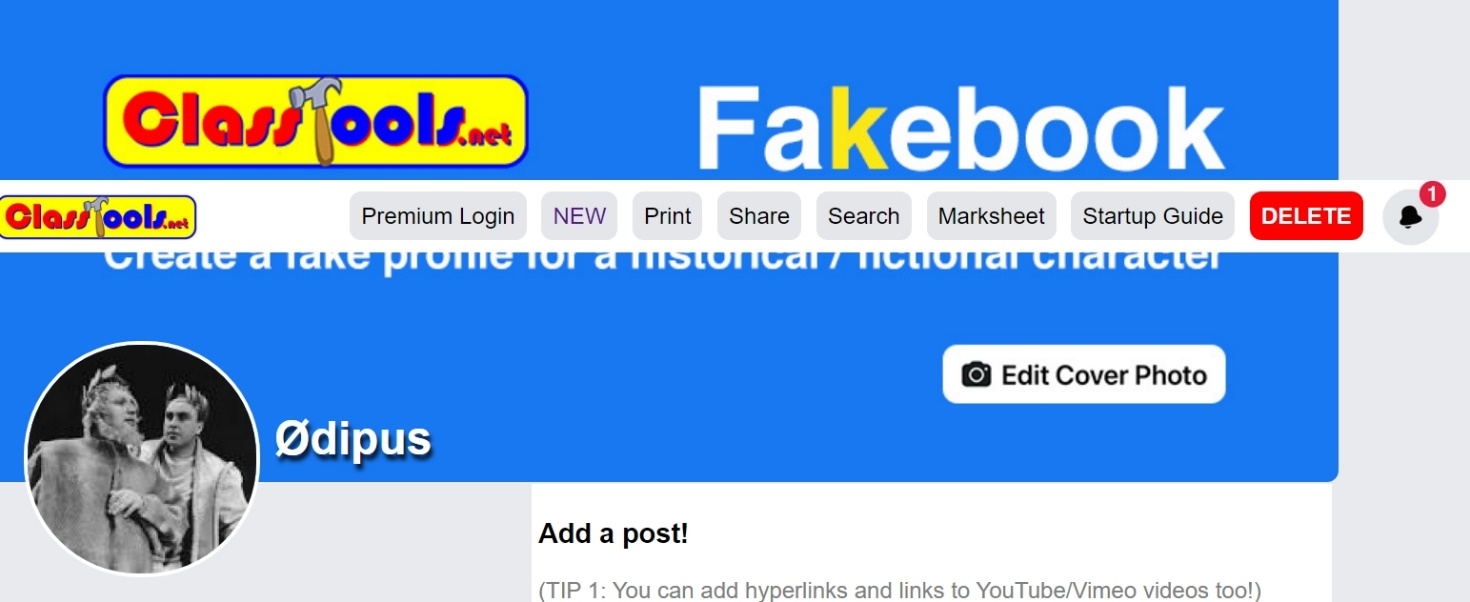 ClassTools.net
Fakebook
ClassTools.net
Premium Login
NEW
Print
Share
Search
Marksheet
Startup Guide
DELETE
1
Create a fake profile for a historical / fictional character
Edit Cover Photo
Ødipus
Add a post!
(TIP 1: You can add hyperlinks and links to YouTube/Vimeo videos too!)